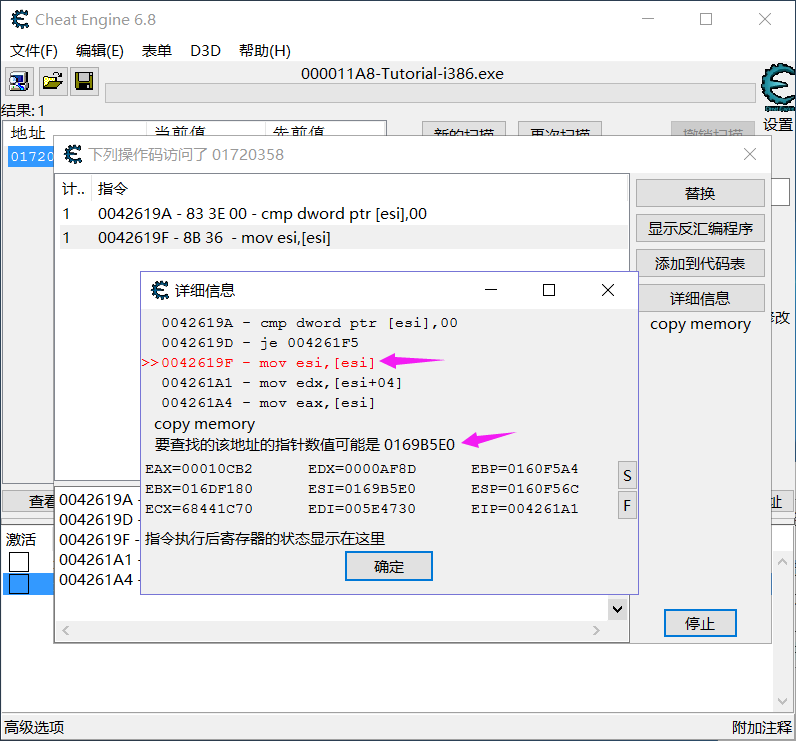 Cheat Engine 6.8
文件(F) 编辑(E) 表单 D3D 帮助(H)
000011A8-Tutorial-i386.exe
结果: 1
设置
地址 当前值 先前值
新的扫描 再次扫描 撤销扫描
01720
下列操作码访问了 01720358
计.. 指令
1 0042619A - 83 3E 00 - cmp dword ptr [esi],00
1 0042619F - 8B 36 - mov esi,[esi]
替换
显示反汇编程序
添加到代码表
详细信息
copy memory
修改
详细信息
0042619A - cmp dword ptr [esi],00
0042619D - je 004261F5
>>0042619F - mov esi,[esi]
004261A1 - mov edx,[esi+04]
004261A4 - mov eax,[esi]
copy memory
要查找的该地址的指针数值可能是 0169B5E0
EAX=00010CB2 EDX=0000AF8D EBP=0160F5A4
EBX=016DF180 ESI=0169B5E0 ESP=0160F56C
ECX=68441C70 EDI=005E4730 EIP=004261A1
S
F
指令执行后寄存器的状态显示在这里
确定
查看
址
0042619A -
0042619D -
0042619F -
004261A1 -
004261A4 -
激活
停止
高级选项 附加注释